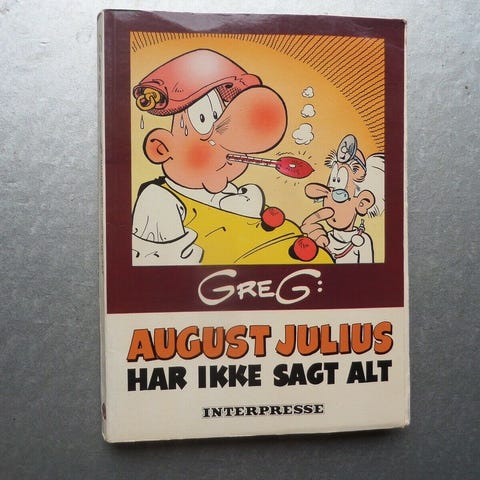 GREG:
AUGUST JULIUS
HAR IKKE SAGT ALT
INTERPRESSE